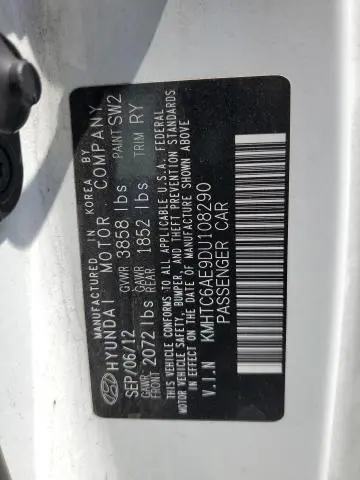 MANUFACTURED IN KOREA BY
HYUNDAI MOTOR COMPANY
SEP/06/12 GVWR 3858 lbs PAINT SW2
GAWR FRONT 2072 lbs GAWR REAR 1852 lbs TRIM RY
THIS VEHICLE CONFORMS TO ALL APPLICABLE U.S.A. FEDERAL
MOTOR VEHICLE SAFETY, BUMPER, AND THEFT PREVENTION STANDARDS
IN EFFECT ON THE DATE OF MANUFACTURE SHOWN ABOVE.
V.I.N KMHTC6AE9DU108290
PASSENGER CAR